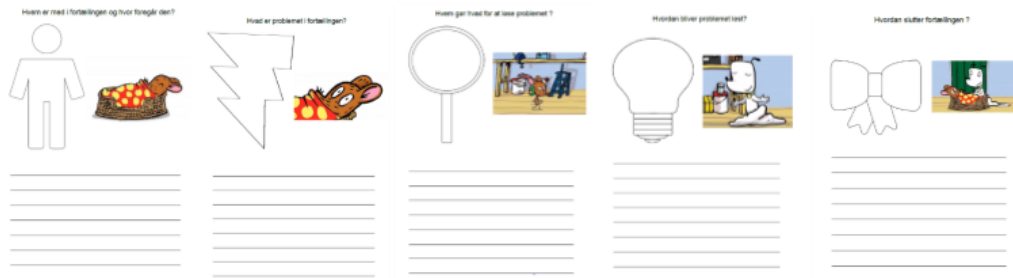 Hvem er med i fortællingen og hvor foregår den?
Hvad er problemet i fortællingen?
Hvem gør hvad for at løse problemet ?
Hvordan bliver problemet løst?
Hvordan slutter fortællingen ?